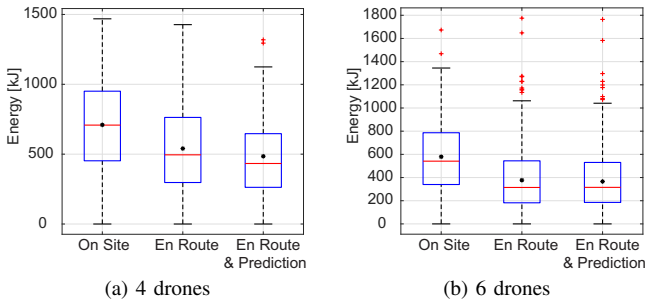 1500
1000
500
0
Energy [kJ]
On Site
En Route
En Route
& Prediction
(a) 4 drones
1800
1600
1400
1200
1000
800
600
400
200
0
Energy [kJ]
On Site
En Route
En Route
& Prediction
(b) 6 drones